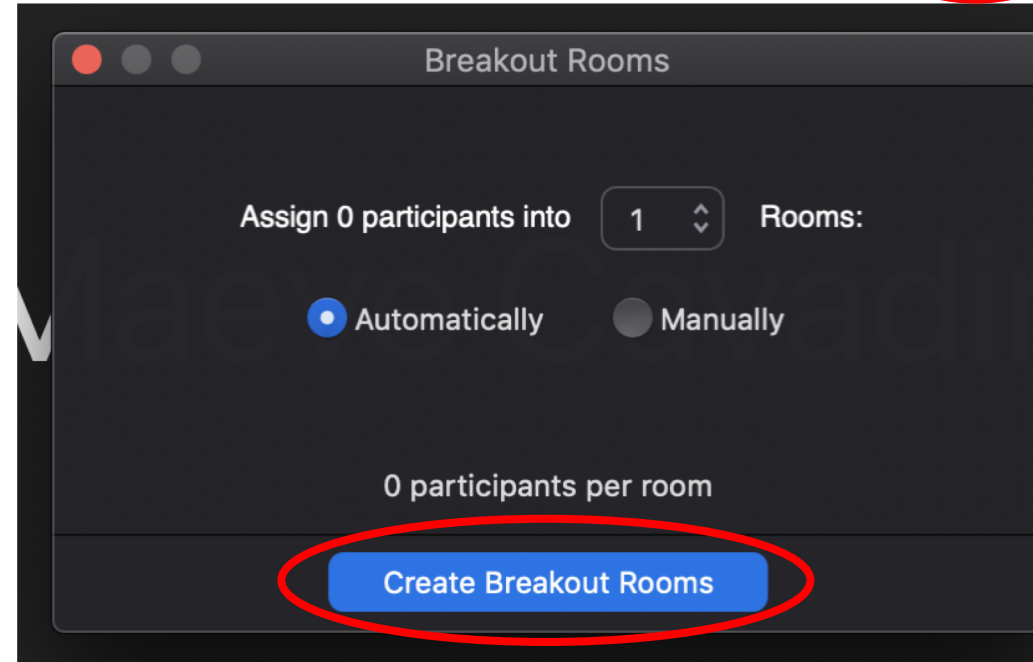 Breakout Rooms
Assign 0 participants into 1 Rooms:
Automatically Manually
0 participants per room
Create Breakout Rooms